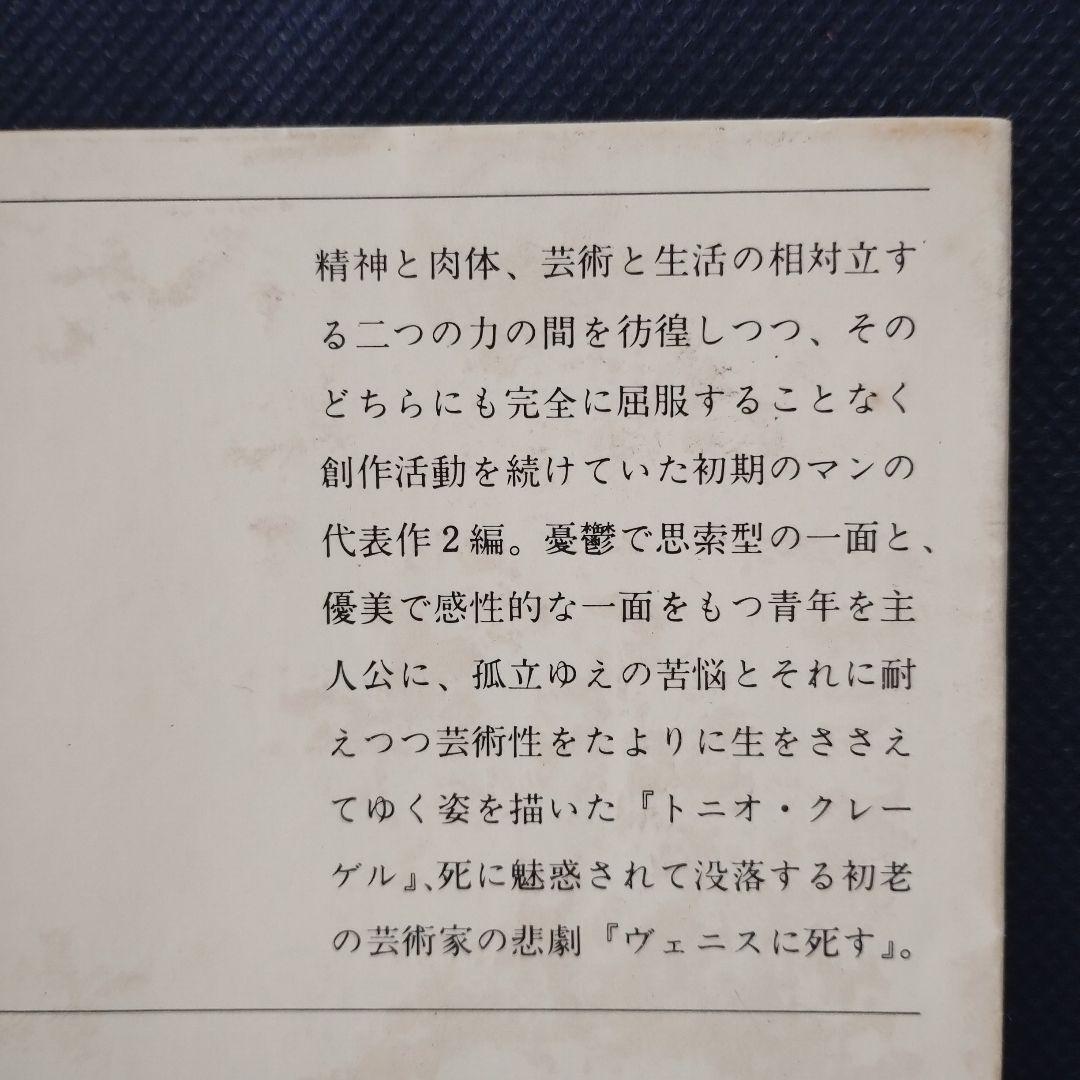 精神と肉体、芸術と生活の相対立す
る二つの力の間を彷徨しつつ、その
どちらにも完全に屈服することなく
創作活動を続けていた初期のマンの
代表作2編。憂鬱で思索型の一面と、
優美で感性的な一面をもつ青年を主
人公に、孤立ゆえの苦悩とそれに耐
えつつ芸術性をたよりに生をささえ
てゆく姿を描いた『トニオ・クレー
ゲル』、死に魅惑されて没落する初老
の芸術家の悲劇『ヴェニスに死す』。